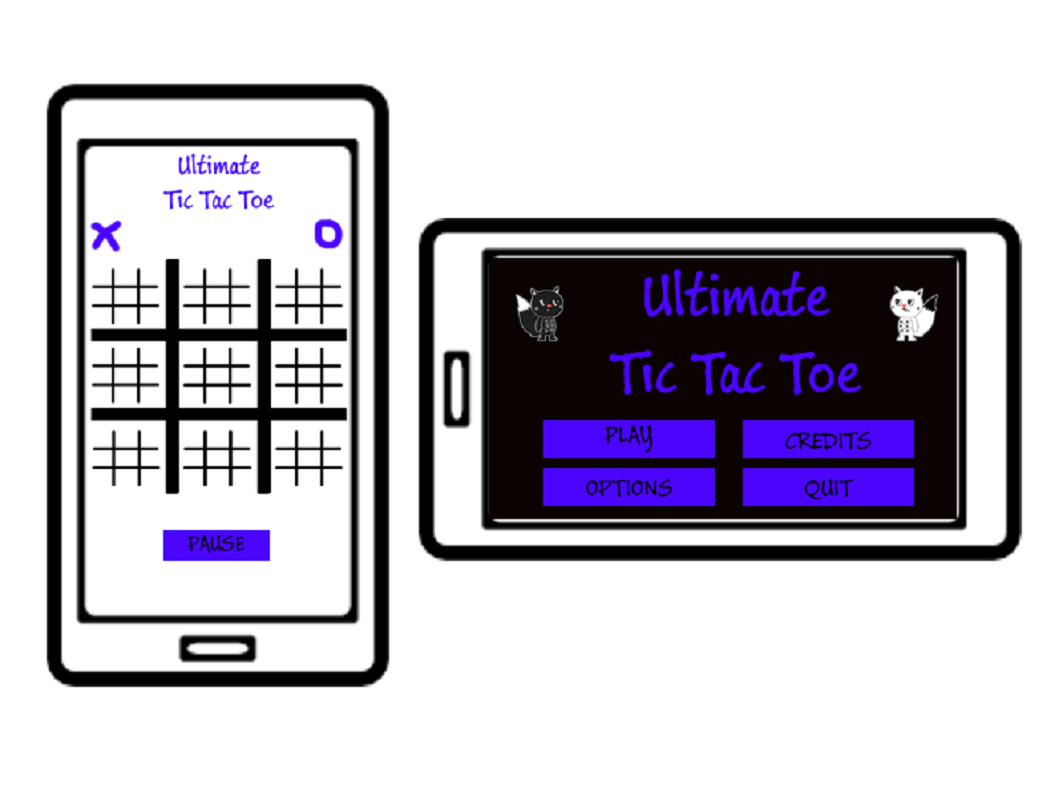 Ultimate
Tic Tac Toe
X O
PAUSE
Ultimate
Tic Tac Toe
PLAY
CREDITS
OPTIONS
QUIT